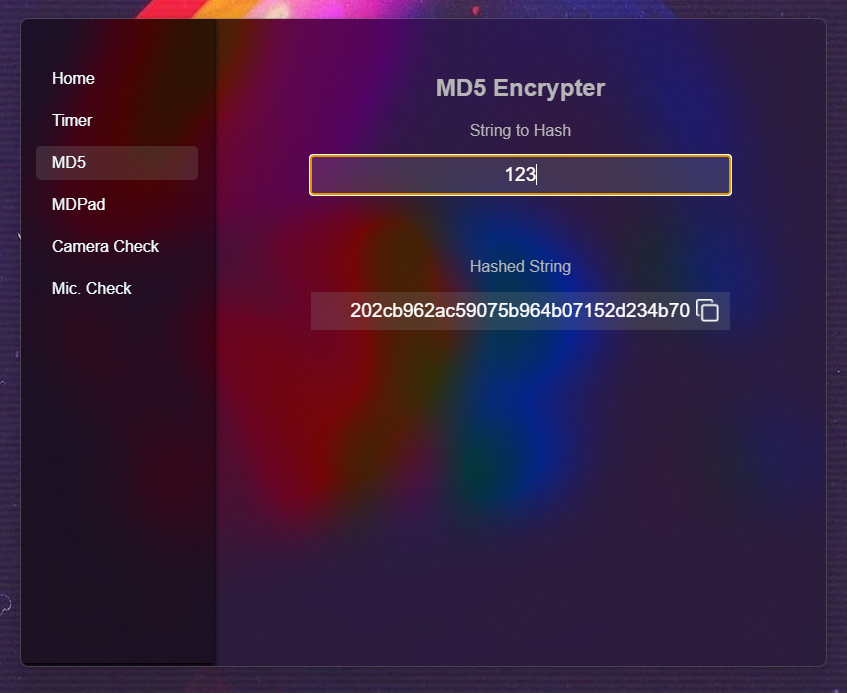 Home
Timer
MD5
MDPad
Camera Check
Mic. Check
MD5 Encrypter
String to Hash
123
Hashed String
202cb962ac59075b964b07152d234b70